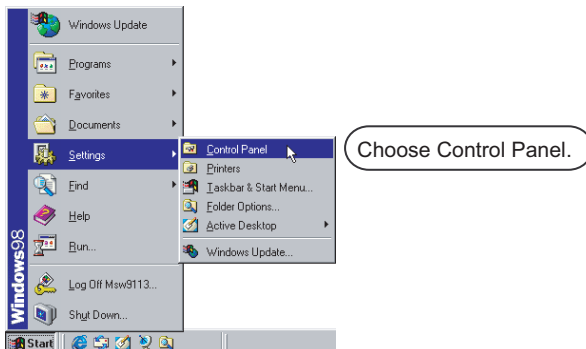 Windows Update
Programs
Favorites
Documents
Settings
Find
Help
Run...
Log Off Msw9113...
Shut Down...
Windows98
Start
Control Panel
Printers
Taskbar & Start Menu...
Folder Options...
Active Desktop
Windows Update...
Choose Control Panel.